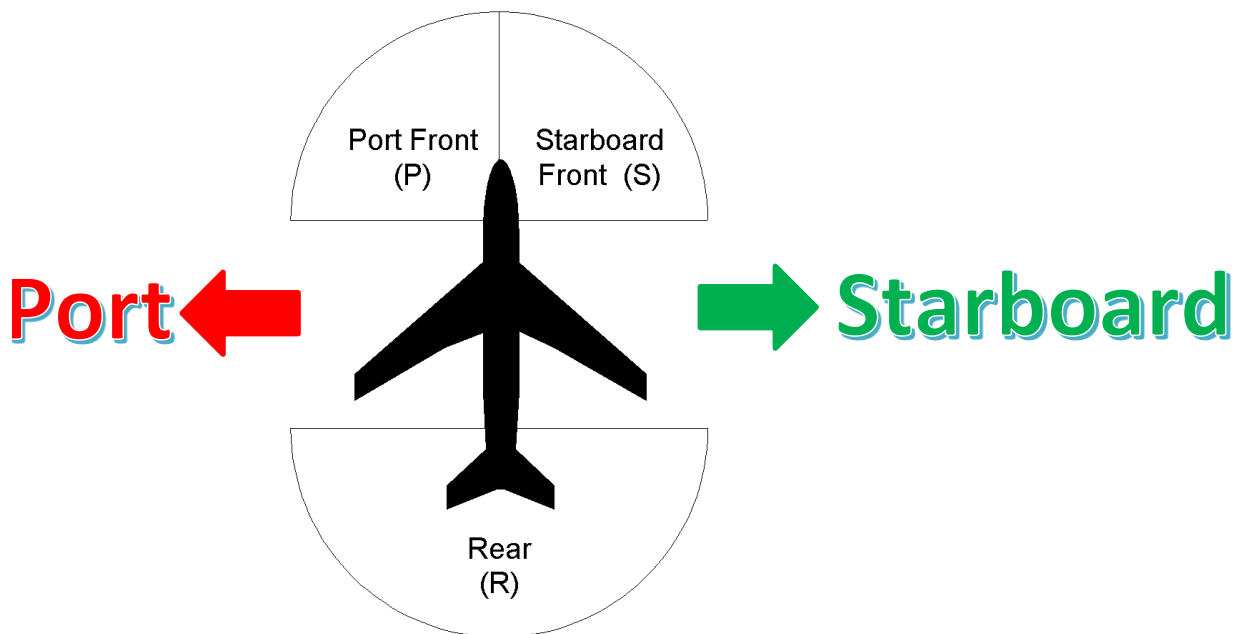 Port Front
(P)
Starboard
Front (S)
Port
Starboard
Rear
(R)